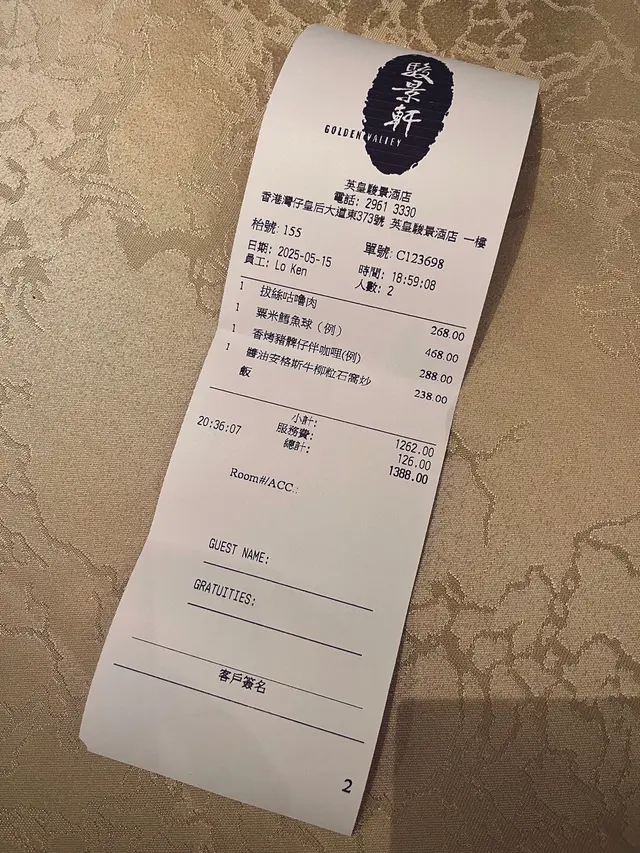 駿景軒
GOLDEN VALLEY
英皇駿景酒店
電話: 2961 3330
香港灣仔皇后大道東373號 英皇駿景酒店 一樓
枱號: 155 單號: C123698
日期: 2025-05-15 時間: 18:59:08
員工: Lo Ken 人數: 2
1 拔絲咕嚕肉 268.00
1 粟米鱈魚球（例） 468.00
1 香烤豬髀仔伴咖哩(例) 288.00
1 醬油安格斯牛柳粒石窩炒 238.00
飯
小計: 1262.00
20:36:07 服務費: 126.00
總計: 1388.00
Room#/ACC.:
GUEST NAME:
GRATUITIES:
客戶簽名
2